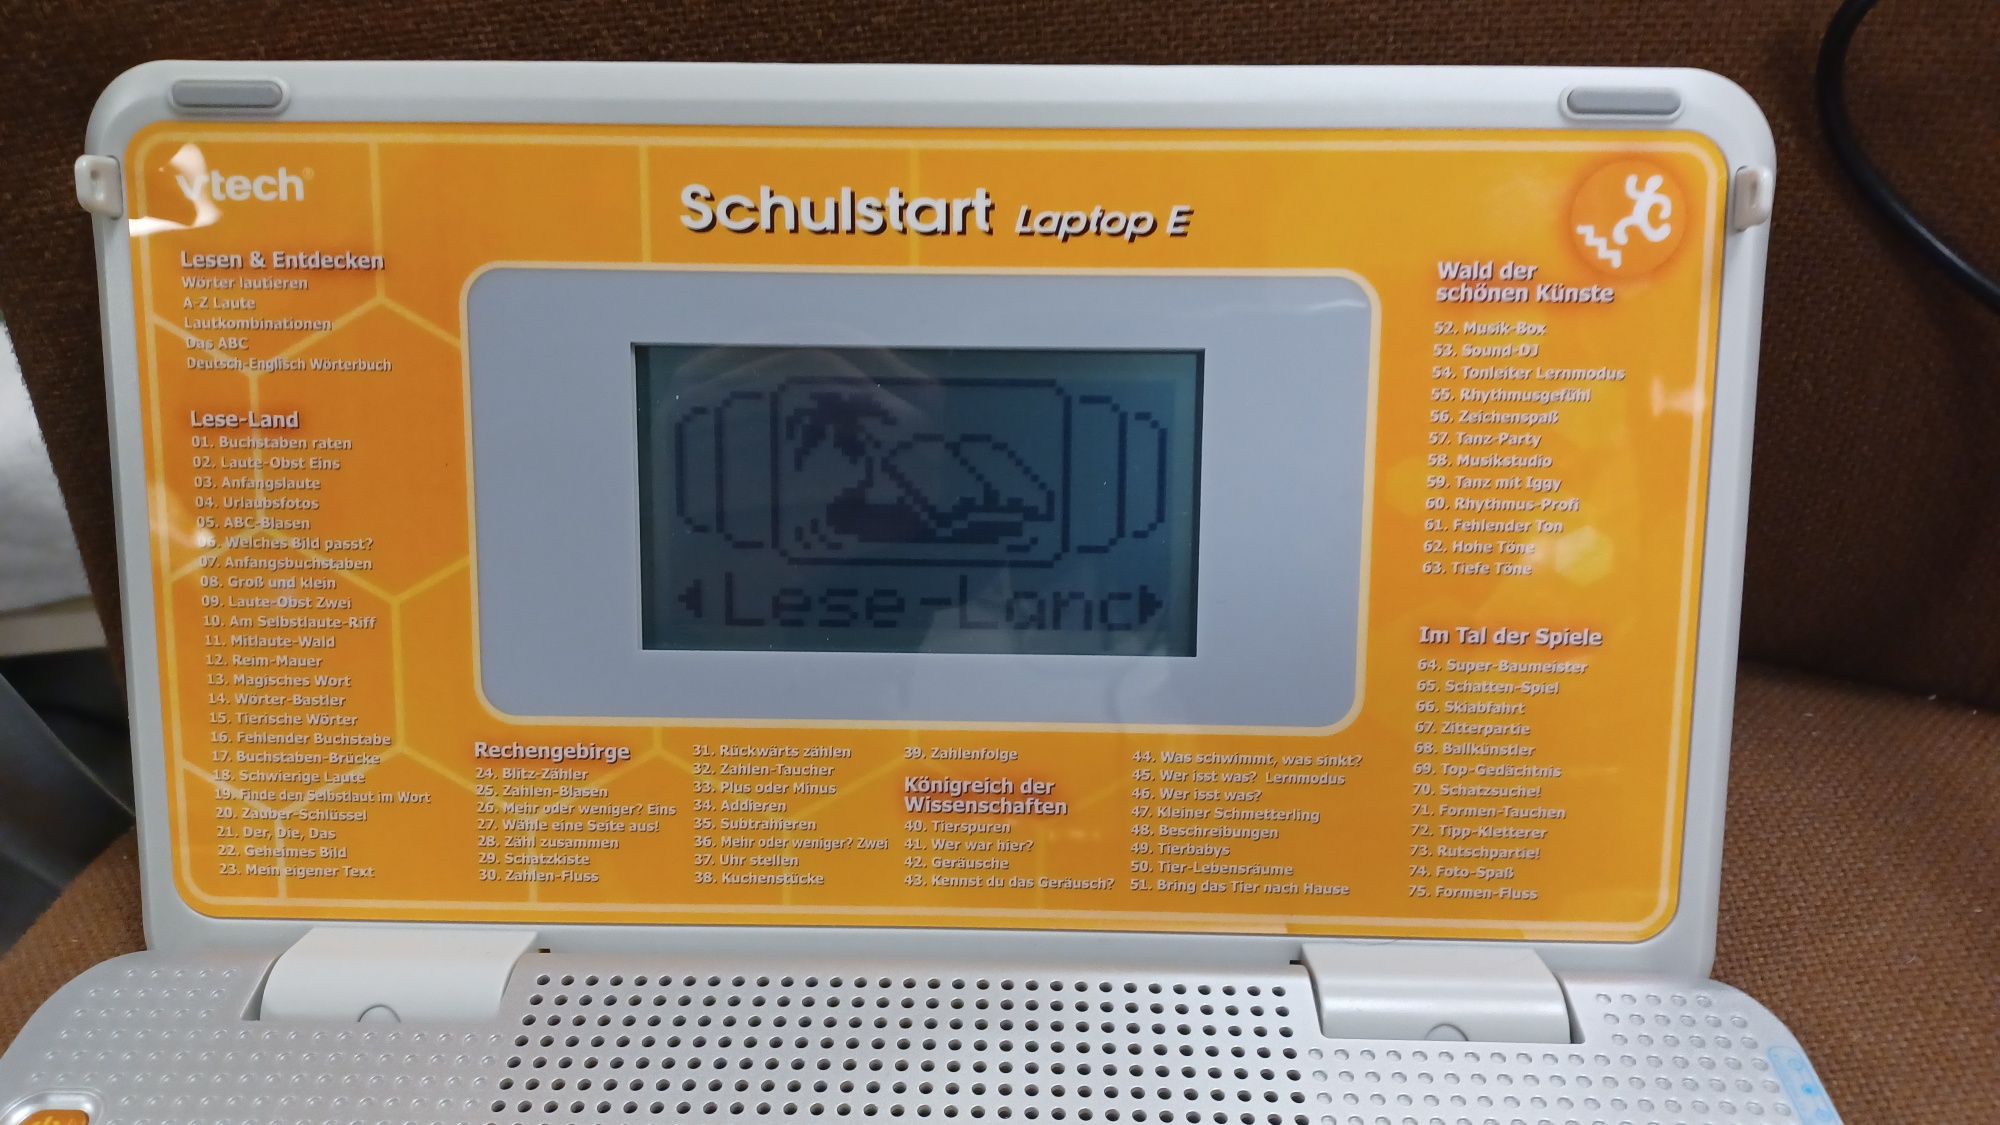 vtech®
Schulstart Laptop E
Lesen & Entdecken
Wörter lautieren
A-Z Laute
Lautkombinationen
Das ABC
Deutsch-Englisch Wörterbuch
Lese-Land
01. Buchstaben raten
02. Laute-Obst Eins
03. Anfangslaute
04. Urlaubsfotos
05. ABC-Blasen
06. Welches Bild passt?
07. Anfangsbuchstaben
08. Groß und klein
09. Laute-Obst Zwei
10. Am Selbstlaute-Riff
11. Mitlaute-Wald
12. Reim-Mauer
13. Magisches Wort
14. Wörter-Bastler
15. Tierische Wörter
16. Fehlender Buchstabe
17. Buchstaben-Brücke
18. Schwierige Laute
19. Finde den Selbstlaut im Wort
20. Zauber-Schlüssel
21. Der, Die, Das
22. Geheimes Bild
23. Mein eigener Text
Lese-Land
Rechengebirge
24. Blitz-Zähler
25. Zahlen-Blasen
26. Mehr oder weniger? Eins
27. Wähle eine Seite aus!
28. Zähl zusammen
29. Schatzkiste
30. Zahlen-Fluss
31. Rückwärts zählen
32. Zahlen-Taucher
33. Plus oder Minus
34. Addieren
35. Subtrahieren
36. Mehr oder weniger? Zwei
37. Uhr stellen
38. Kuchenstücke
39. Zahlenfolge
Königreich der
Wissenschaften
40. Tierspuren
41. Wer war hier?
42. Geräusche
43. Kennst du das Geräusch?
44. Was schwimmt, was sinkt?
45. Wer isst was? Lernmodus
46. Wer isst was?
47. Kleiner Schmetterling
48. Beschreibungen
49. Tierbabys
50. Tier-Lebensräume
51. Bring das Tier nach Hause
Wald der
schönen Künste
52. Musik-Box
53. Sound-DJ
54. Tonleiter Lernmodus
55. Rhythmusgefühl
56. Zeichenspaß
57. Tanz-Party
58. Musikstudio
59. Tanz mit Iggy
60. Rhythmus-Profi
61. Fehlender Ton
62. Hohe Töne
63. Tiefe Töne
Im Tal der Spiele
64. Super-Baumeister
65. Schatten-Spiel
66. Skiabfahrt
67. Zitterpartie
68. Ballkünstler
69. Top-Gedächtnis
70. Schatzsuche!
71. Formen-Tauchen
72. Tipp-Kletterer
73. Rutschpartie!
74. Foto-Spaß
75. Formen-Fluss